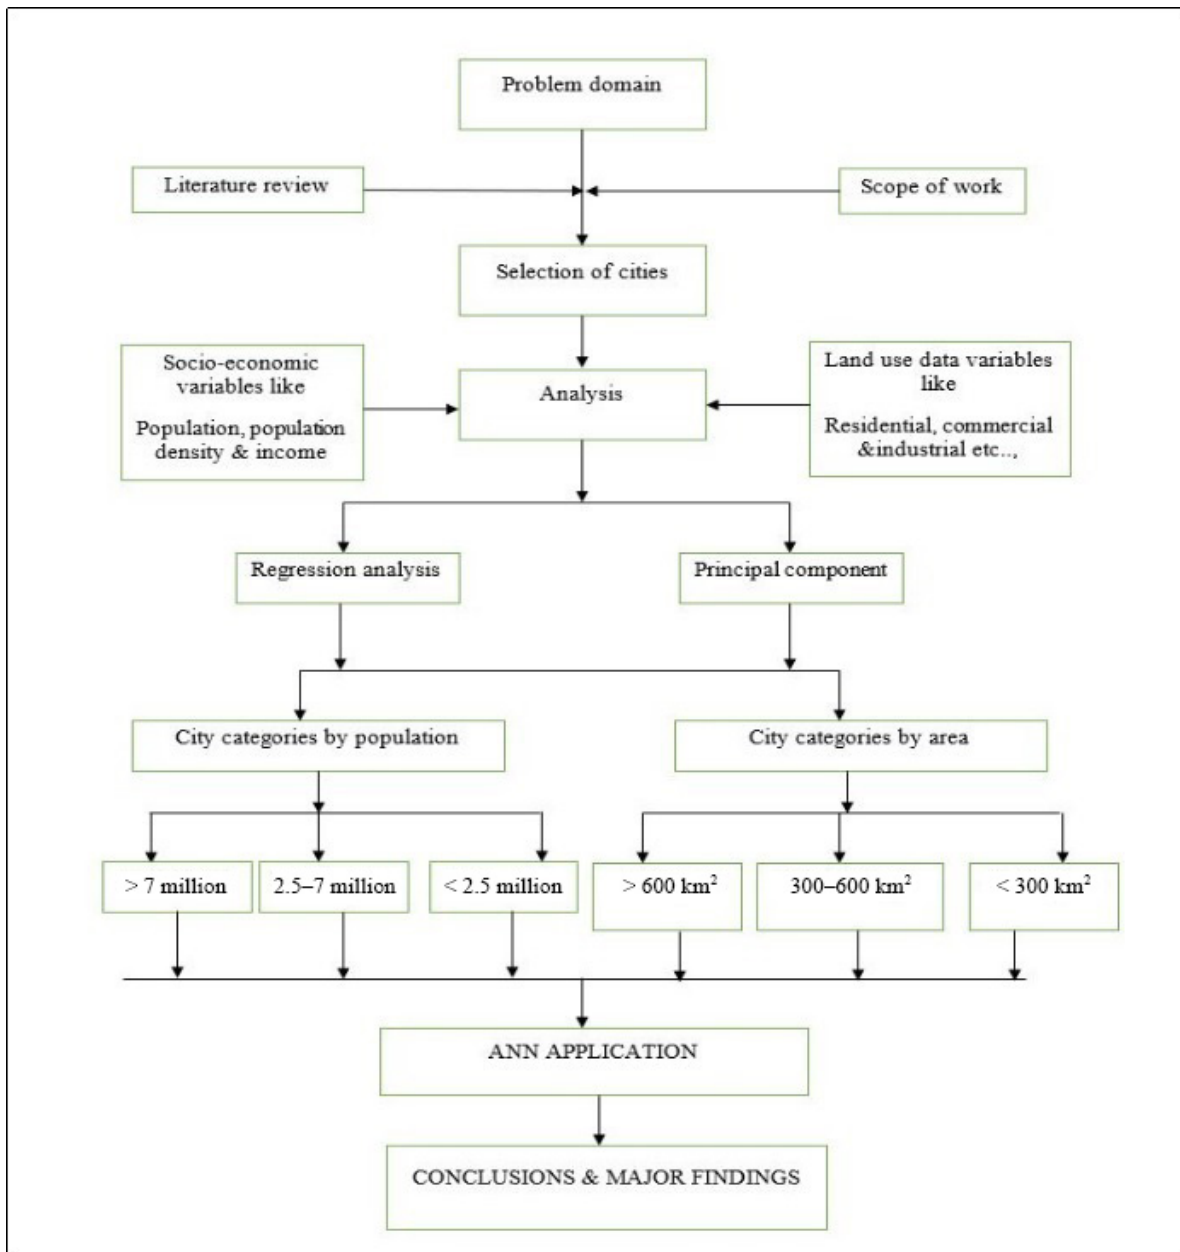 Problem domain
Literature review
Scope of work
Selection of cities
Socio-economic
variables like
Population, population
density & income
Analysis
Land use data variables
like
Residential, commercial
&industrial etc..,
Regression analysis
Principal component
City categories by population
City categories by area
> 7 million
2.5–7 million
< 2.5 million
> 600 km²
300–600 km²
< 300 km²
ANN APPLICATION
CONCLUSIONS & MAJOR FINDINGS